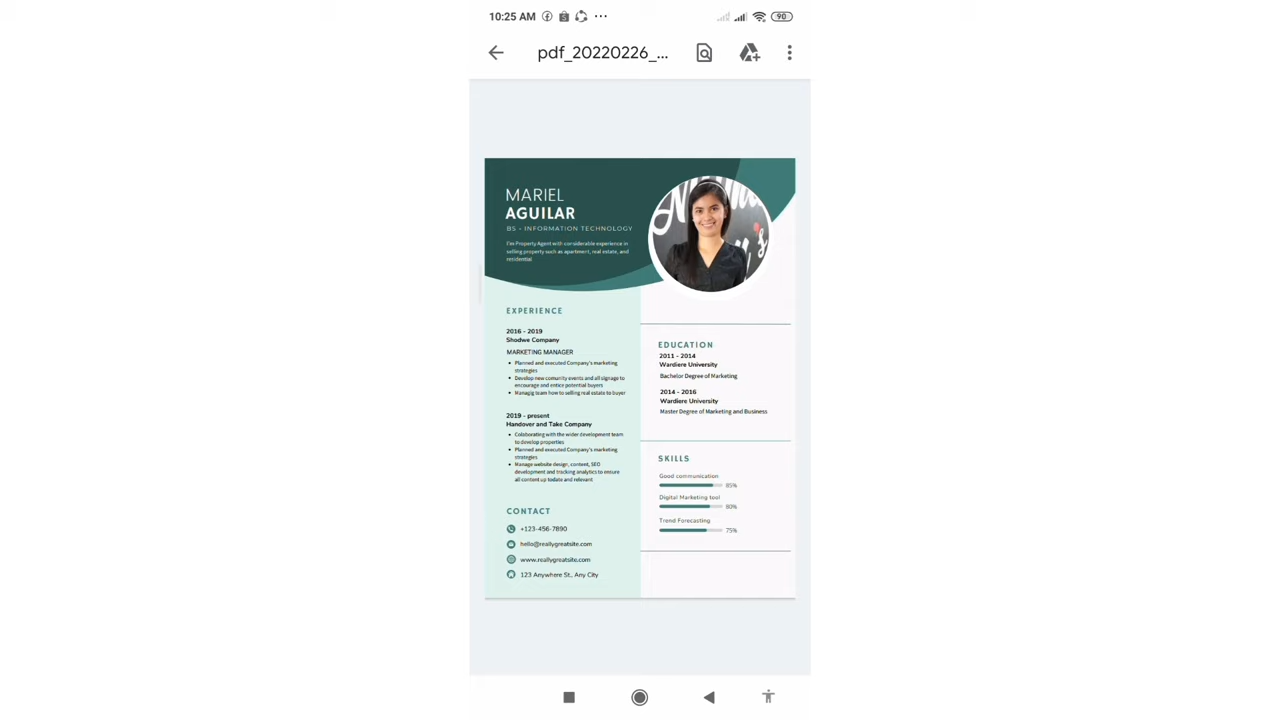 10:25 AM
90
pdf_20220226_...
MARIEL
AGUILAR
BS - INFORMATION TECHNOLOGY
I'm Property Agent with considerable experience in
selling property such as apartment, real estate, and
residential
EXPERIENCE
2016 - 2019
Shodwe Company
MARKETING MANAGER
Planned and executed Company's marketing
strategies
Develop new comunity events and all signage to
encourage and entice potential buyers
Managig team how to selling real estate to buyer
2019 - present
Handover and Take Company
Colaborating with the wider development team
to develop properties
Planned and executed Company's marketing
strategies
Manage website design, content, SEO
development and tracking analytics to ensure
all content up todate and relevant
CONTACT
+123-456-7890
hello@reallygreatsite.com
www.reallygreatsite.com
123 Anywhere St., Any City
EDUCATION
2011 - 2014
Wardiere University
Bachelor Degree of Marketing
2014 - 2016
Wardiere University
Master Degree of Marketing and Business
SKILLS
Good communication
85%
Digital Marketing tool
80%
Trend Forecasting
75%